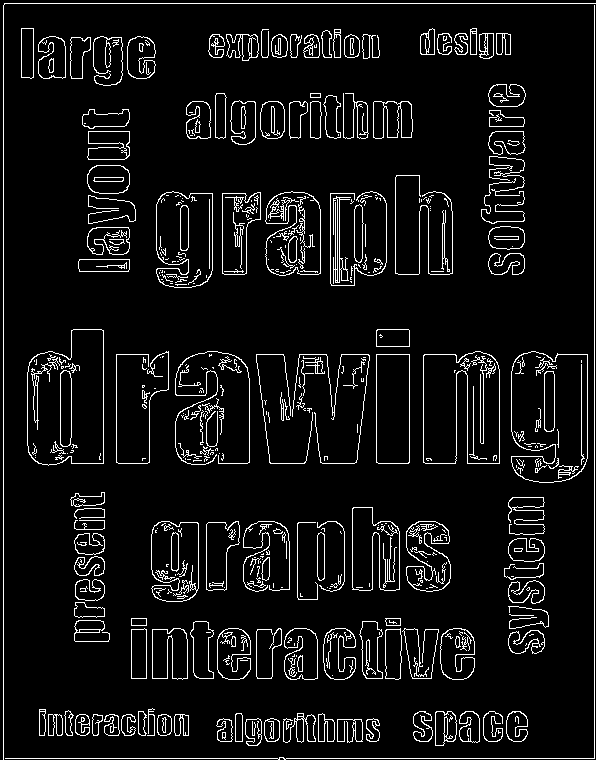 large
exploration
design
algorithm
layout
software
graph
drawing
present
graphs
system
interactive
interaction
algorithms
space